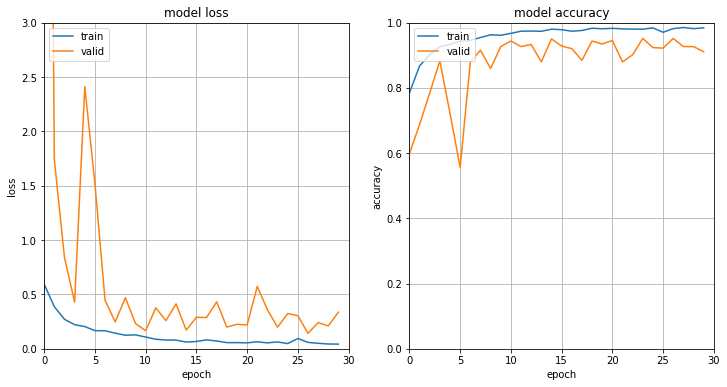 model loss
train
valid
3.0
2.5
2.0
1.5
1.0
0.5
0.0
loss
0 5 10 15 20 25 30
epoch
model accuracy
train
valid
1.0
0.8
0.6
0.4
0.2
0.0
accuracy
0 5 10 15 20 25 30
epoch